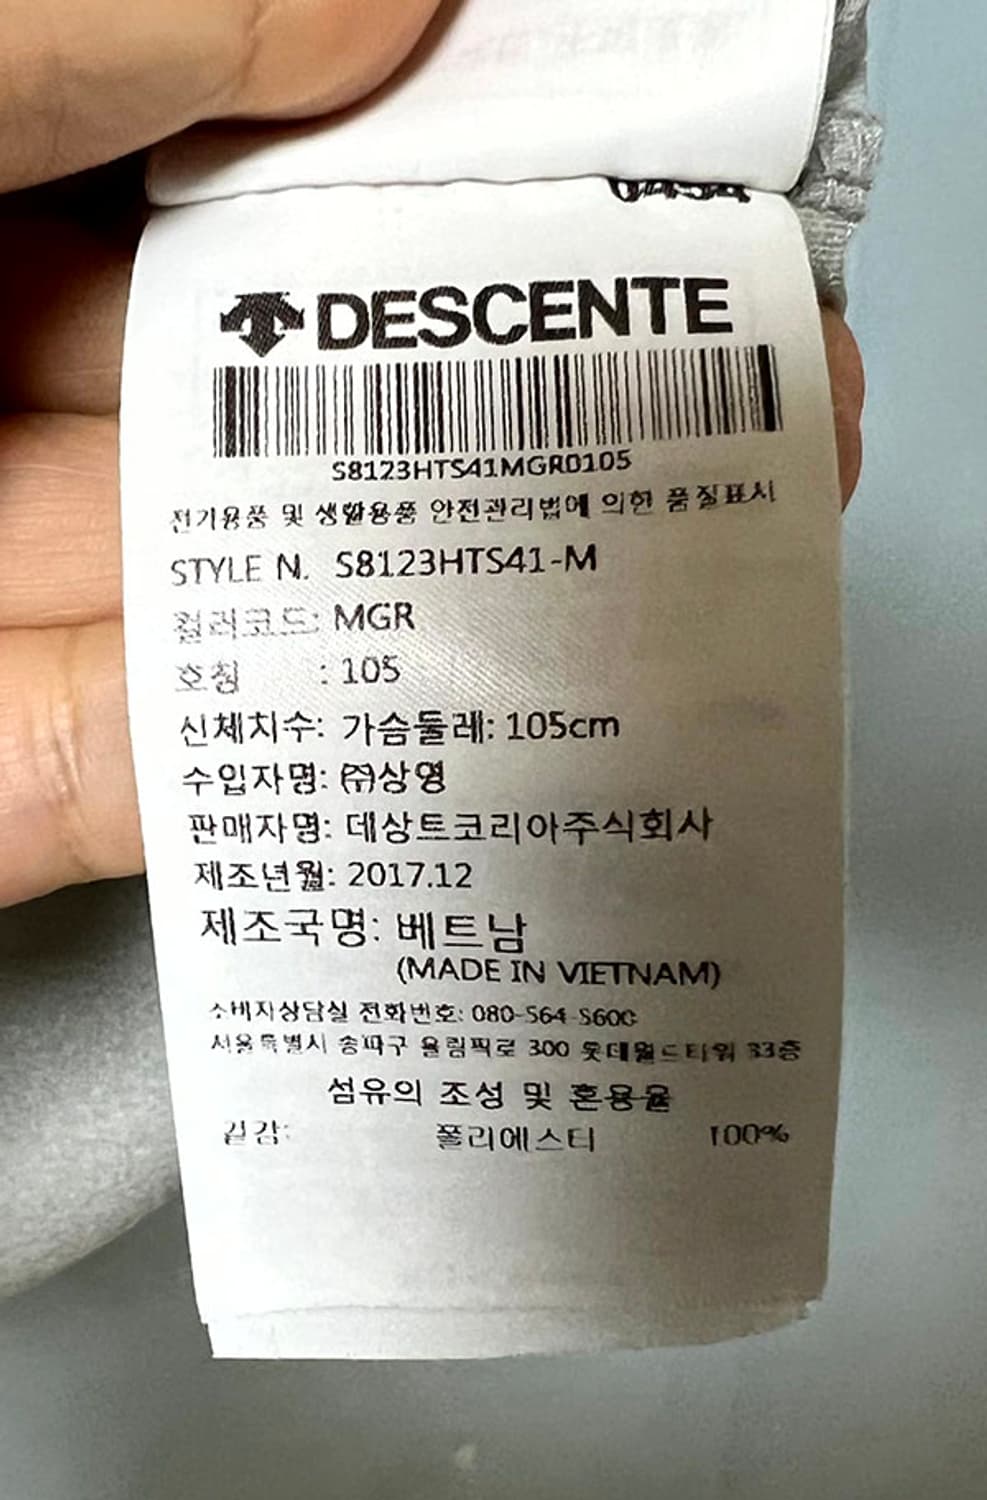 DESCENTE
S8123HTS41MGR0105
전기용품 및 생활용품 안전관리법에 의한 품질표시
STYLE N. S8123HTS41-M
컬러코드: MGR
호칭 : 105
신체치수: 가슴둘레: 105cm
수입자명: ㈜상영
판매자명: 데상트코리아주식회사
제조년월: 2017.12
제조국명: 베트남
(MADE IN VIETNAM)
소비자상담실 전화번호: 080-564-8600
서울특별시 송파구 올림픽로 300 롯데월드타워 33층
섬유의 조성 및 혼용율
겉감: 폴리에스터 100%